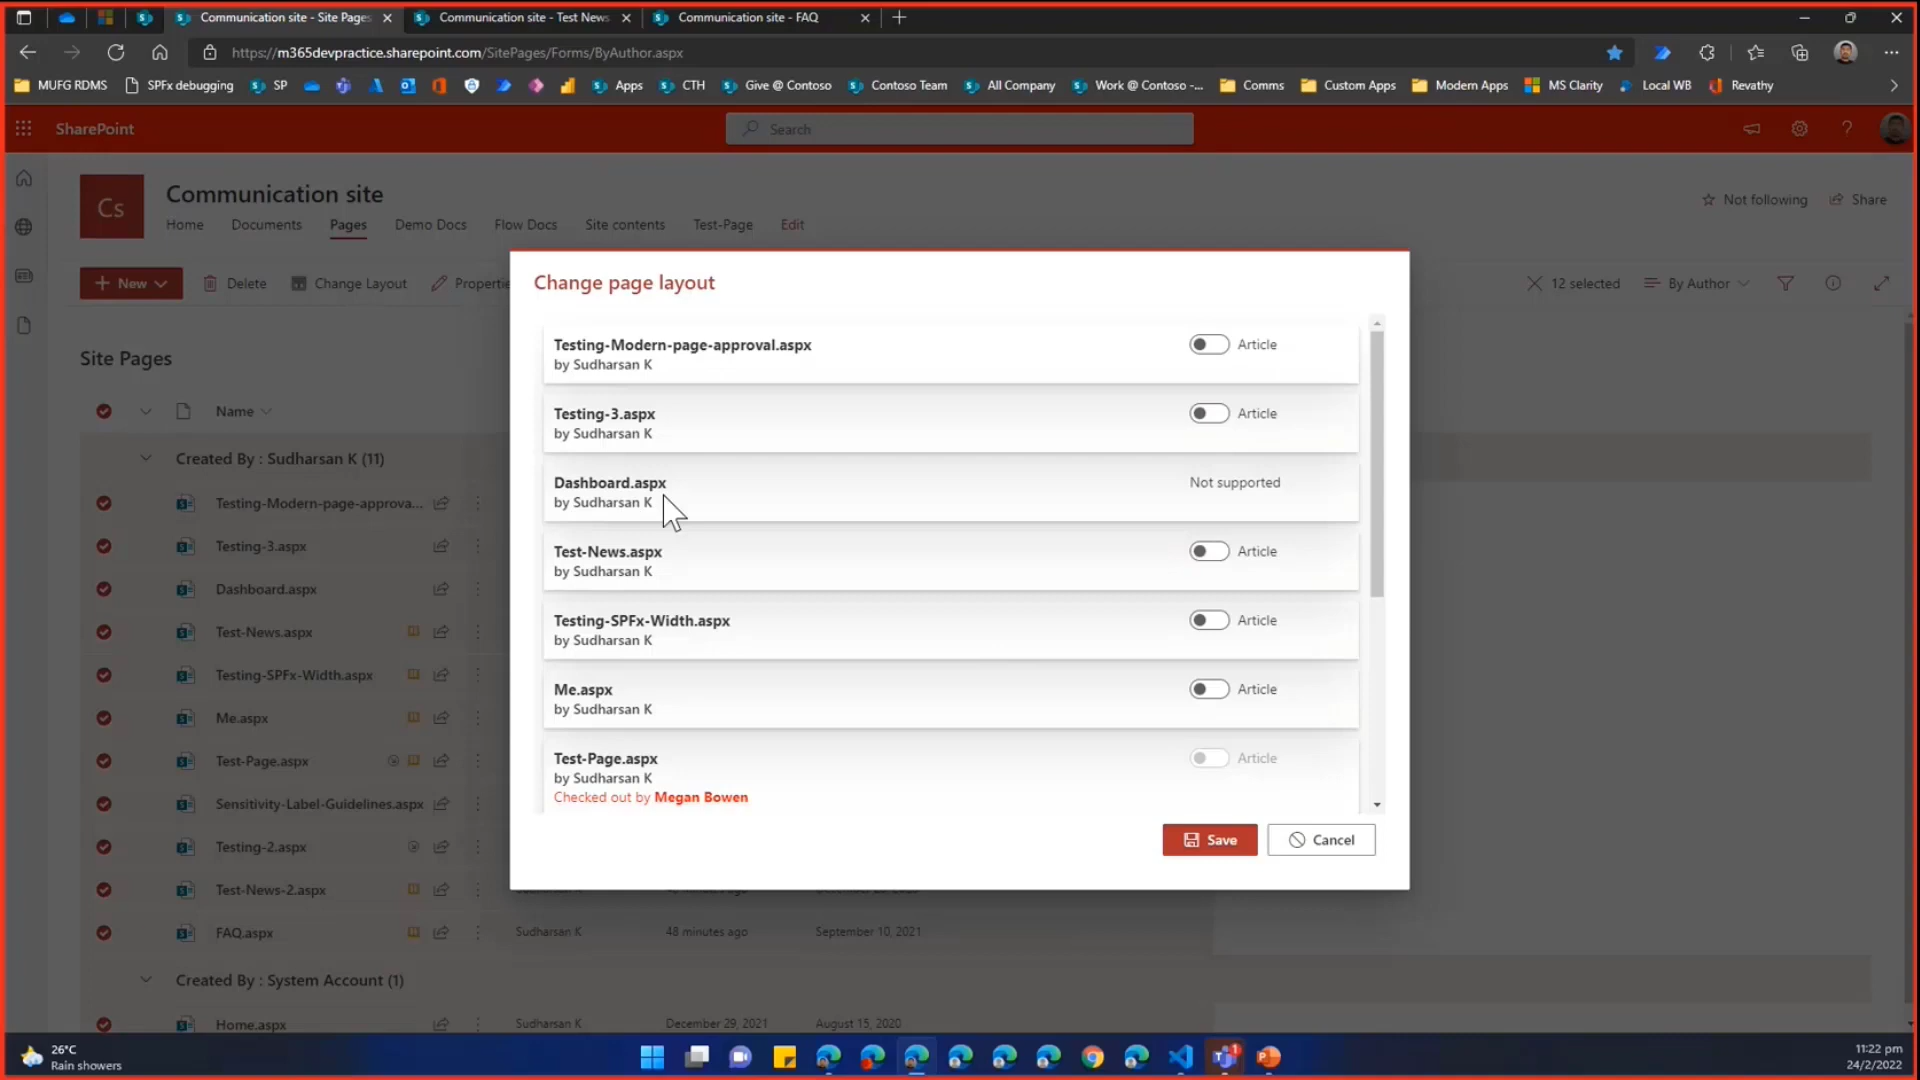 Communication site - Site Pages
Communication site - Test News
Communication site - FAQ
https://m365devpractice.sharepoint.com/SitePages/Forms/ByAuthor.aspx
MUFG RDMS
SPFx debugging
SP
Apps
CTH
Give @ Contoso
Contoso Team
All Company
Work @ Contoso -...
Comms
Custom Apps
Modern Apps
MS Clarity
Local WB
Revathy
SharePoint
Search
?
Cs
Communication site
Not following
Share
Home
Documents
Pages
Demo Docs
Flow Docs
Site contents
Test-Page
Edit
New
Delete
Change Layout
12 selected
By Author
Site Pages
Name
Created By : Sudharsan K (11)
Testing-Modern-page-approva...
Testing-3.aspx
Dashboard.aspx
Test-News.aspx
Testing-SPFx-Width.aspx
Me.aspx
Test-Page.aspx
Sensitivity-Label-Guidelines.aspx
Testing-2.aspx
Test-News-2.aspx
FAQ.aspx
Sudharsan K
48 minutes ago
September 10, 2021
Created By : System Account (1)
Home.aspx
Sudharsan K
December 29, 2021
August 15, 2020
Change page layout
Testing-Modern-page-approval.aspx
by Sudharsan K
Article
Testing-3.aspx
by Sudharsan K
Article
Dashboard.aspx
by Sudharsan K
Not supported
Test-News.aspx
by Sudharsan K
Article
Testing-SPFx-Width.aspx
by Sudharsan K
Article
Me.aspx
by Sudharsan K
Article
Test-Page.aspx
by Sudharsan K
Article
Checked out by Megan Bowen
Save
Cancel
26°C
Rain showers
11:22 pm
24/2/2022